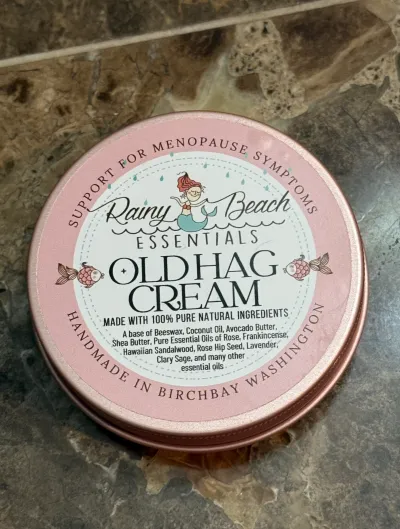 SUPPORT FOR MENOPAUSE SYMPTOMS
Rainy Beach
ESSENTIALS
OLD HAG
CREAM
MADE WITH 100% PURE NATURAL INGREDIENTS
A base of Beeswax, Coconut Oil, Avocado Butter,
Shea Butter, Pure Essential Oils of Rose, Frankincense,
Hawaiian Sandalwood, Rose Hip Seed, Lavender,
Clary Sage, and many other
essential oils
HANDMADE IN BIRCHBAY WASHINGTON